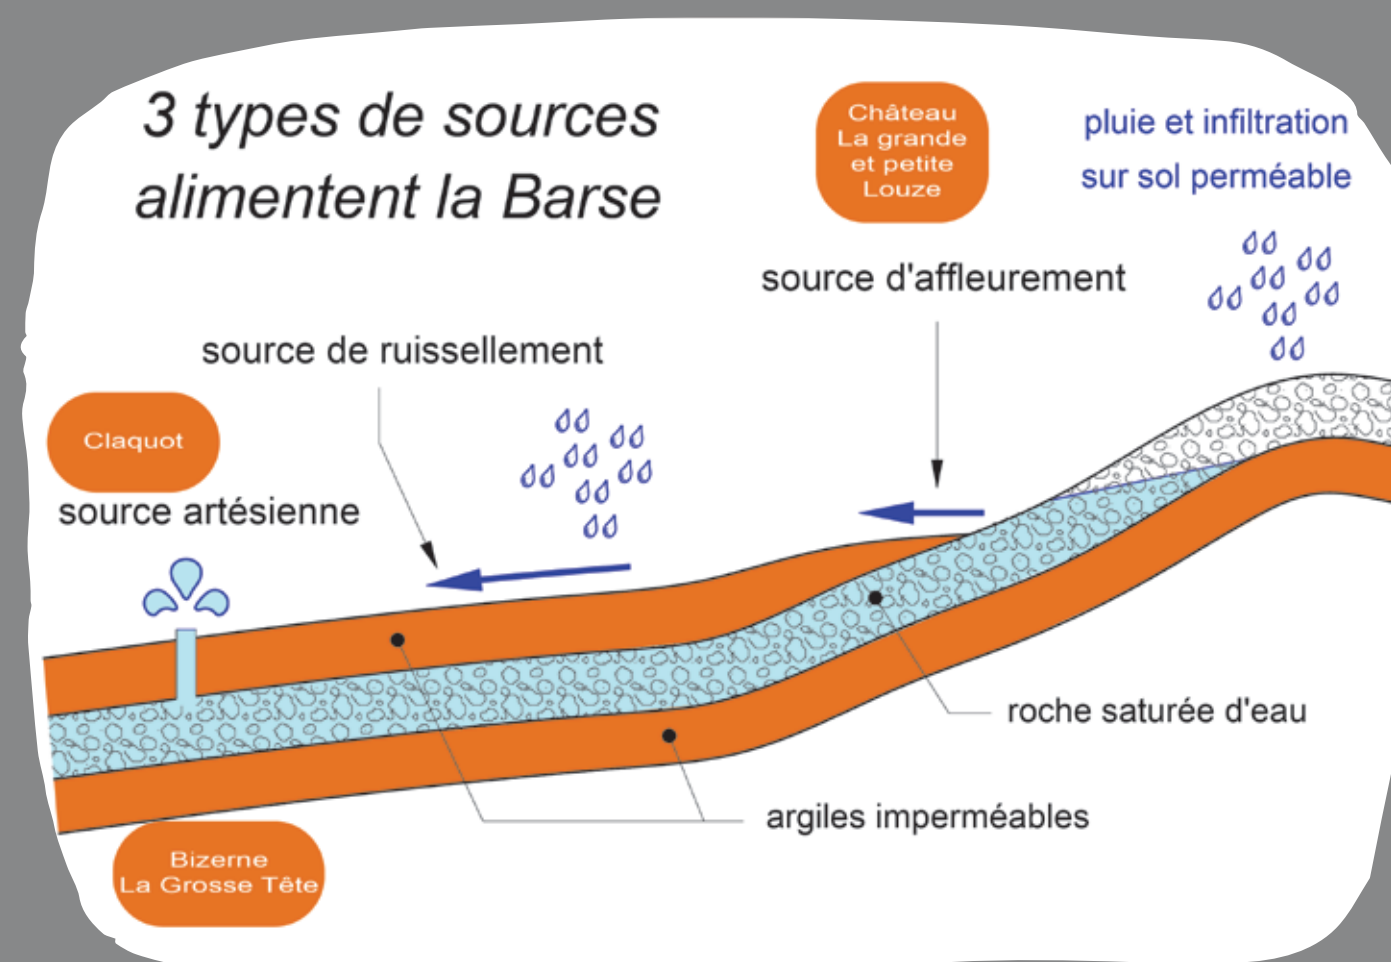 3 types de sources
alimentent la Barse
Château
La grande
et petite
Louze
pluie et infiltration
sur sol perméable
source d'affleurement
source de ruissellement
Claquot
source artésienne
roche saturée d'eau
argiles imperméables
Bizerne
La Grosse Tête